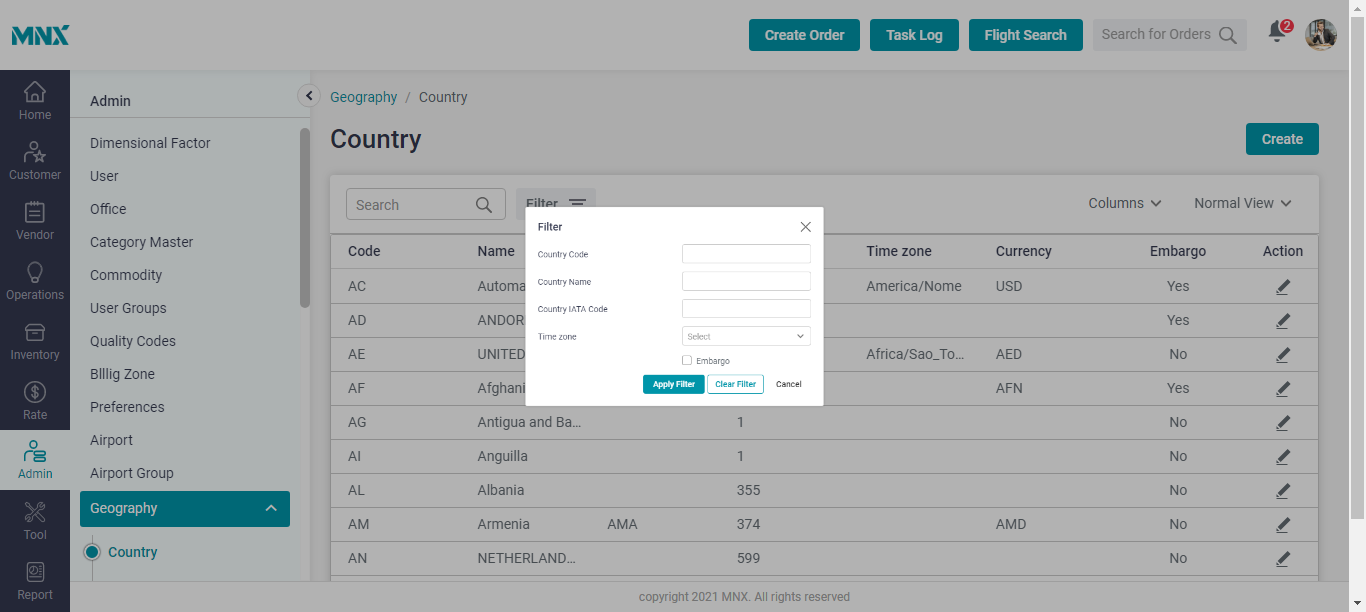 MNX
Create Order
Task Log
Flight Search
Search for Orders
2
Home
Customer
Vendor
Operations
Inventory
Rate
Admin
Tool
Report
Admin
Dimensional Factor
User
Office
Category Master
Commodity
User Groups
Quality Codes
Blllig Zone
Preferences
Airport
Airport Group
Geography
Country
Geography / Country
Country
Create
Search
Filter
Columns
Normal View
Code Name Time zone Currency Embargo Action
AC Automa America/Nome USD Yes
AD ANDOR Yes
AE UNITED Africa/Sao_To... AED No
AF Afghani AFN Yes
AG Antigua and Ba... 1 No
AI Anguilla 1 No
AL Albania 355 No
AM Armenia AMA 374 AMD No
AN NETHERLAND... 599 No
Filter
Country Code
Country Name
Country IATA Code
Time zone Select
Embargo
Apply Filter Clear Filter Cancel
copyright 2021 MNX. All rights reserved